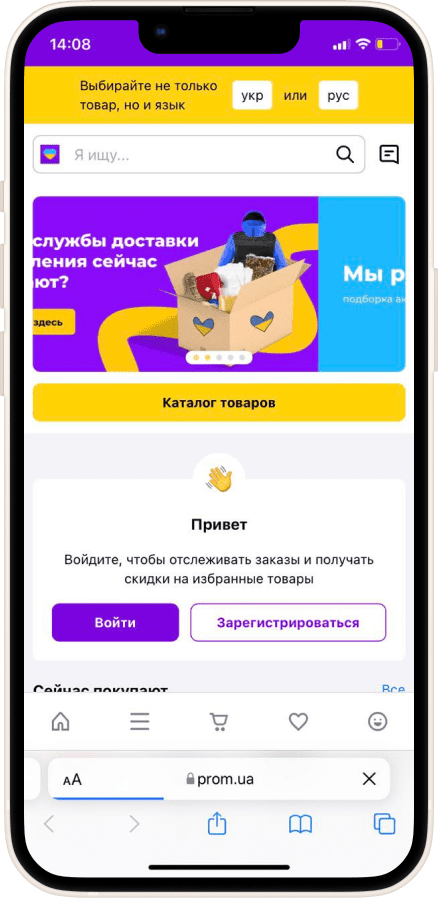 14:08
Выбирайте не только
товар, но и язык
укр
или
рус
Я ищу...
службы доставки
ления сейчас
ют?
здесь
Мы р
подборка ак
Каталог товаров
Привет
Войдите, чтобы отслеживать заказы и получать
скидки на избранные товары
Войти
Зарегистрироваться
Сейчас покупают
Все
AA
prom.ua